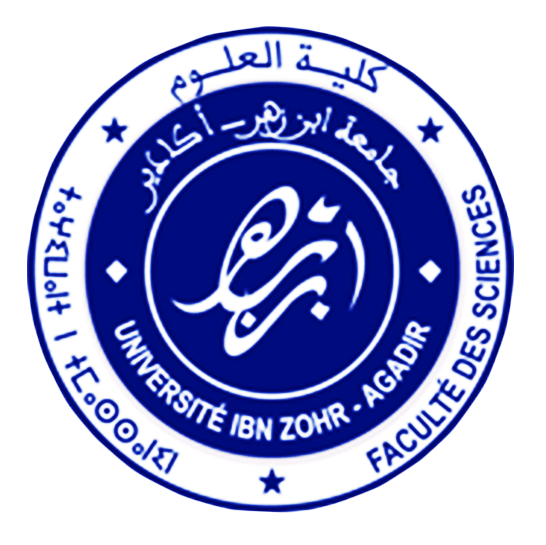 كلية العلوم
جامعة ابن زهر - أكادير
ابن زهر
UNIVERSITÉ IBN ZOHR - AGADIR
FACULTÉ DES SCIENCES